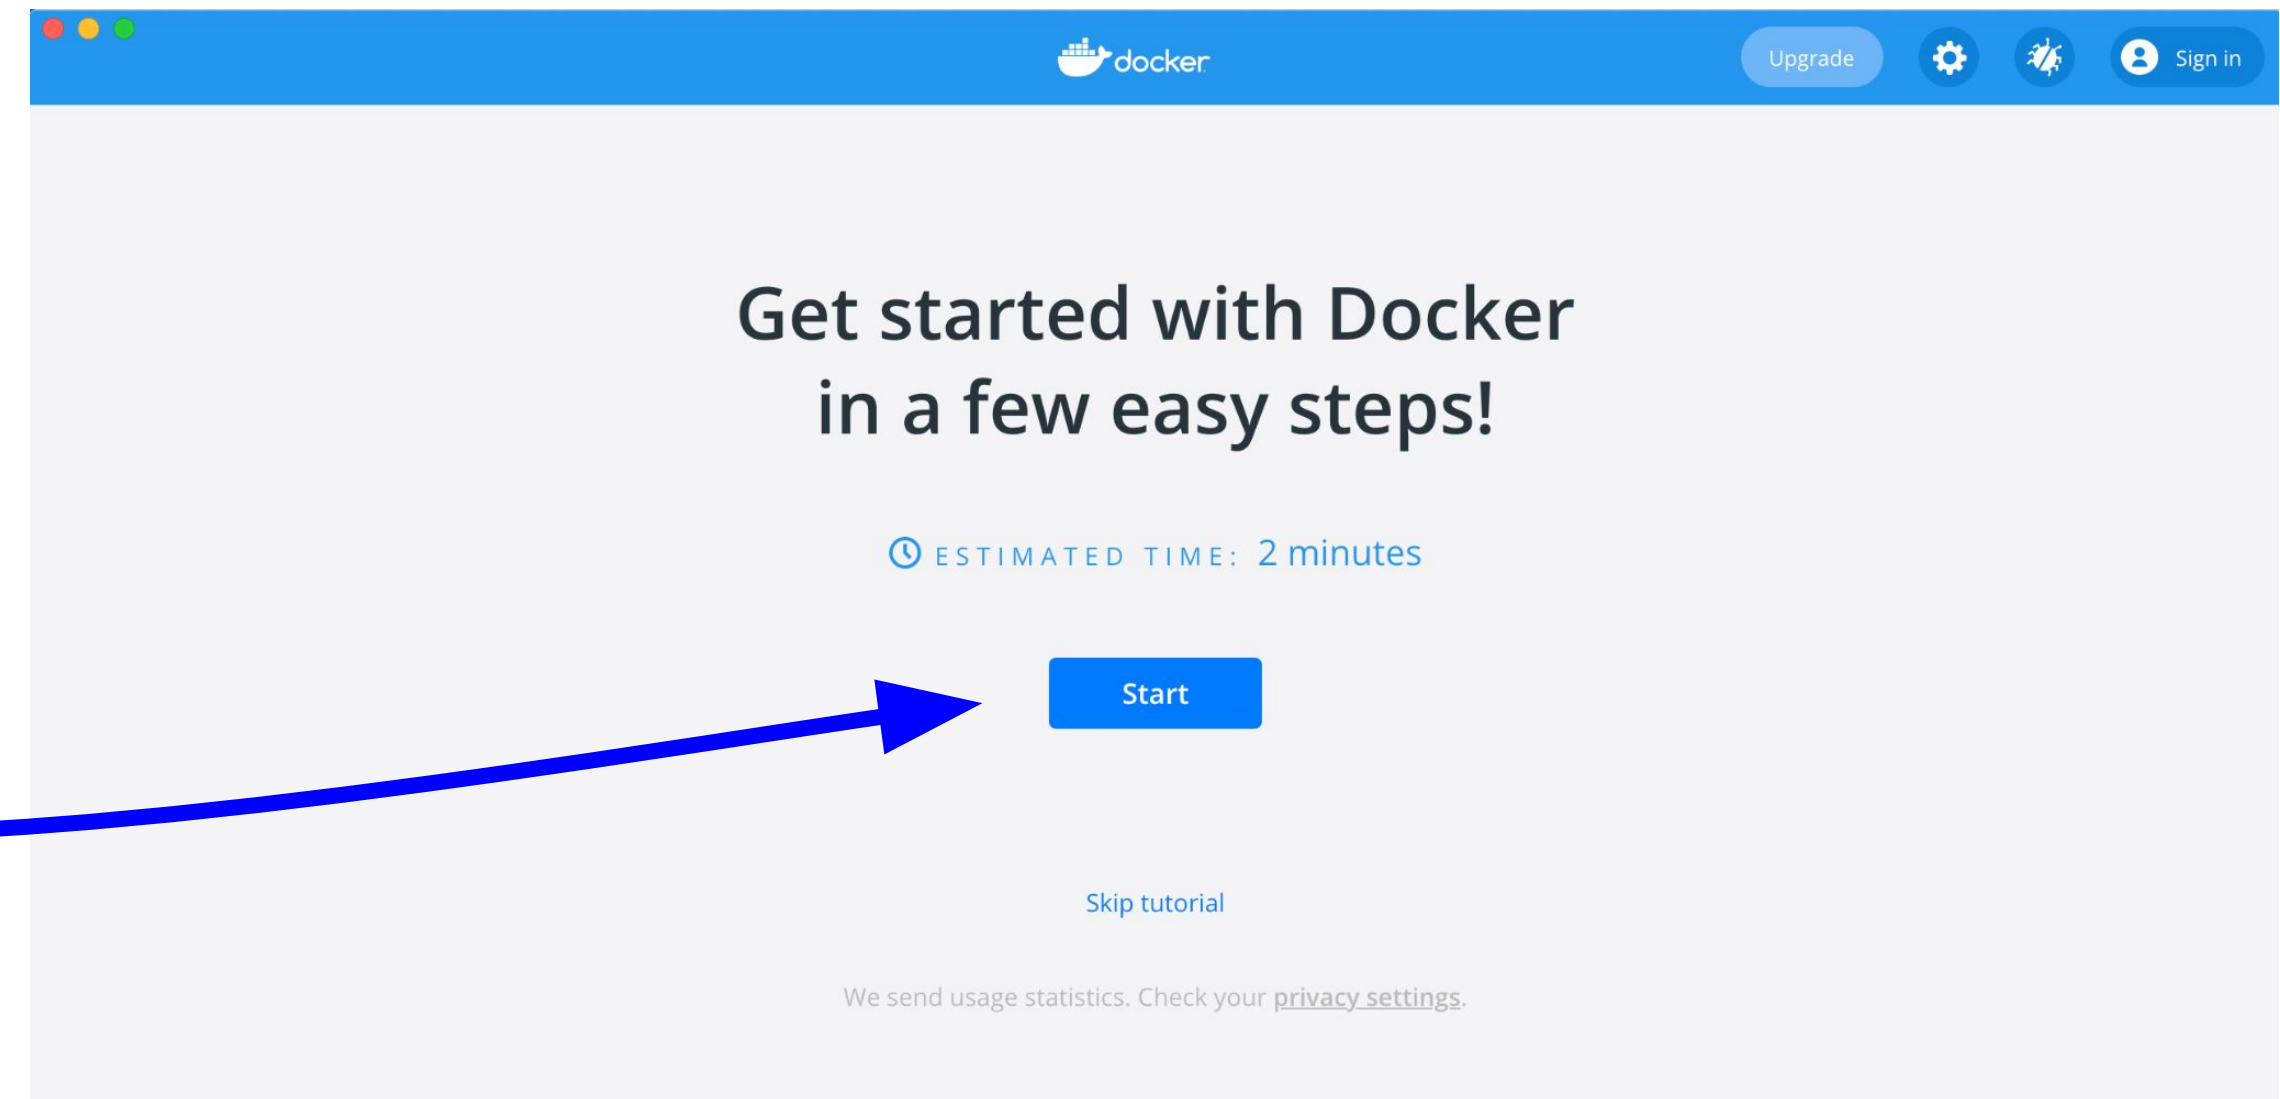 docker
Upgrade
Sign in
Get started with Docker
in a few easy steps!
ESTIMATED TIME: 2 minutes
Start
Skip tutorial
We send usage statistics. Check your privacy settings.